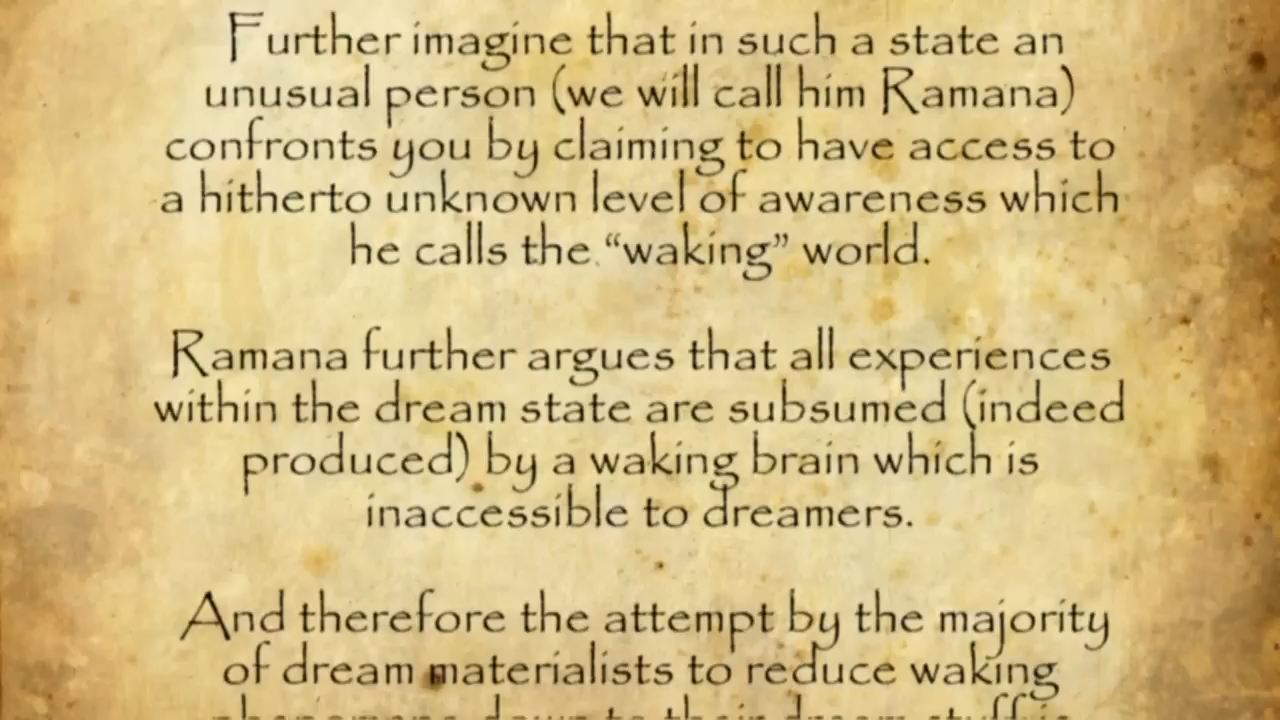 Further imagine that in such a state an
unusual person (we will call him Ramana)
confronts you by claiming to have access to
a hitherto unknown level of awareness which
he calls the “waking” world.
Ramana further argues that all experiences
within the dream state are subsumed (indeed
produced) by a waking brain which is
inaccessible to dreamers.
And therefore the attempt by the majority
of dream materialists to reduce waking